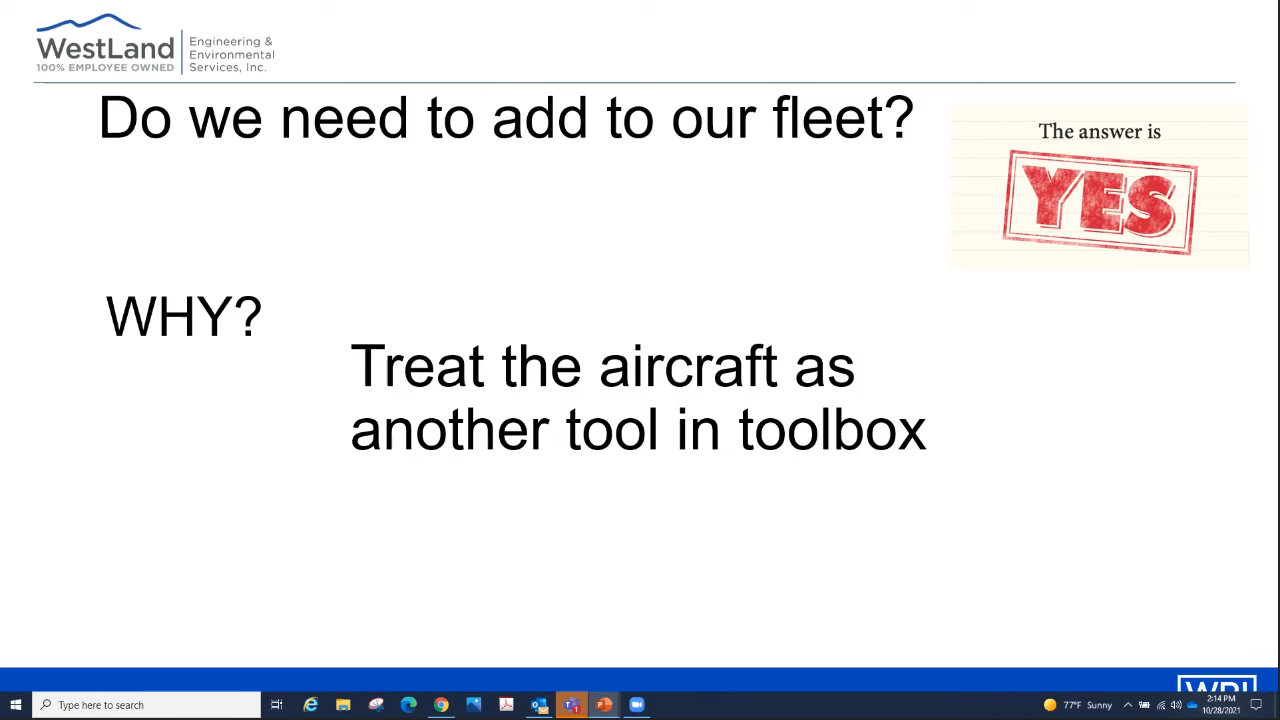 WestLand
100% EMPLOYEE OWNED
Engineering &
Environmental
Services, Inc.
Do we need to add to our fleet?
The answer is
YES
WHY?
Treat the aircraft as
another tool in toolbox
Type here to search
77°F Sunny
2:14 PM
10/28/2021